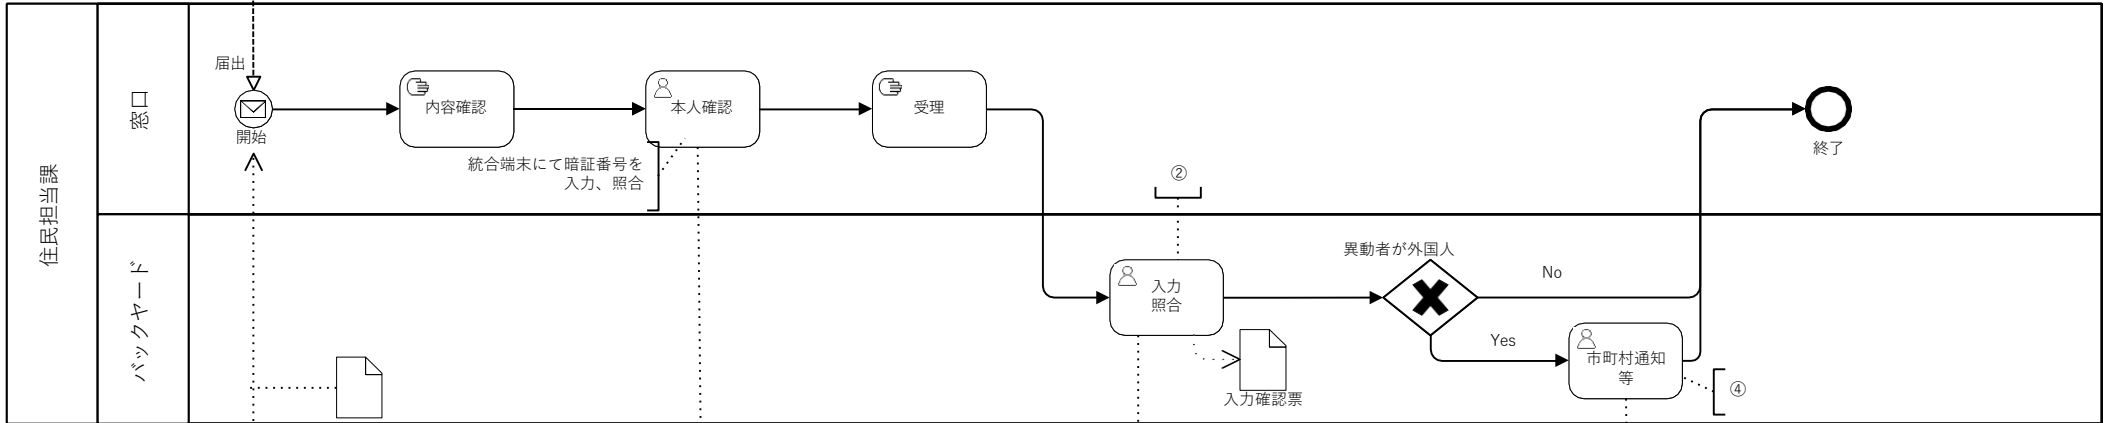 住民担当課
窓口
バックヤード
届出
開始
内容確認
本人確認
統合端末にて暗証番号を
入力、照合
受理
②
入力
照合
入力確認票
異動者が外国人
No
Yes
市町村通知
等
④
終了